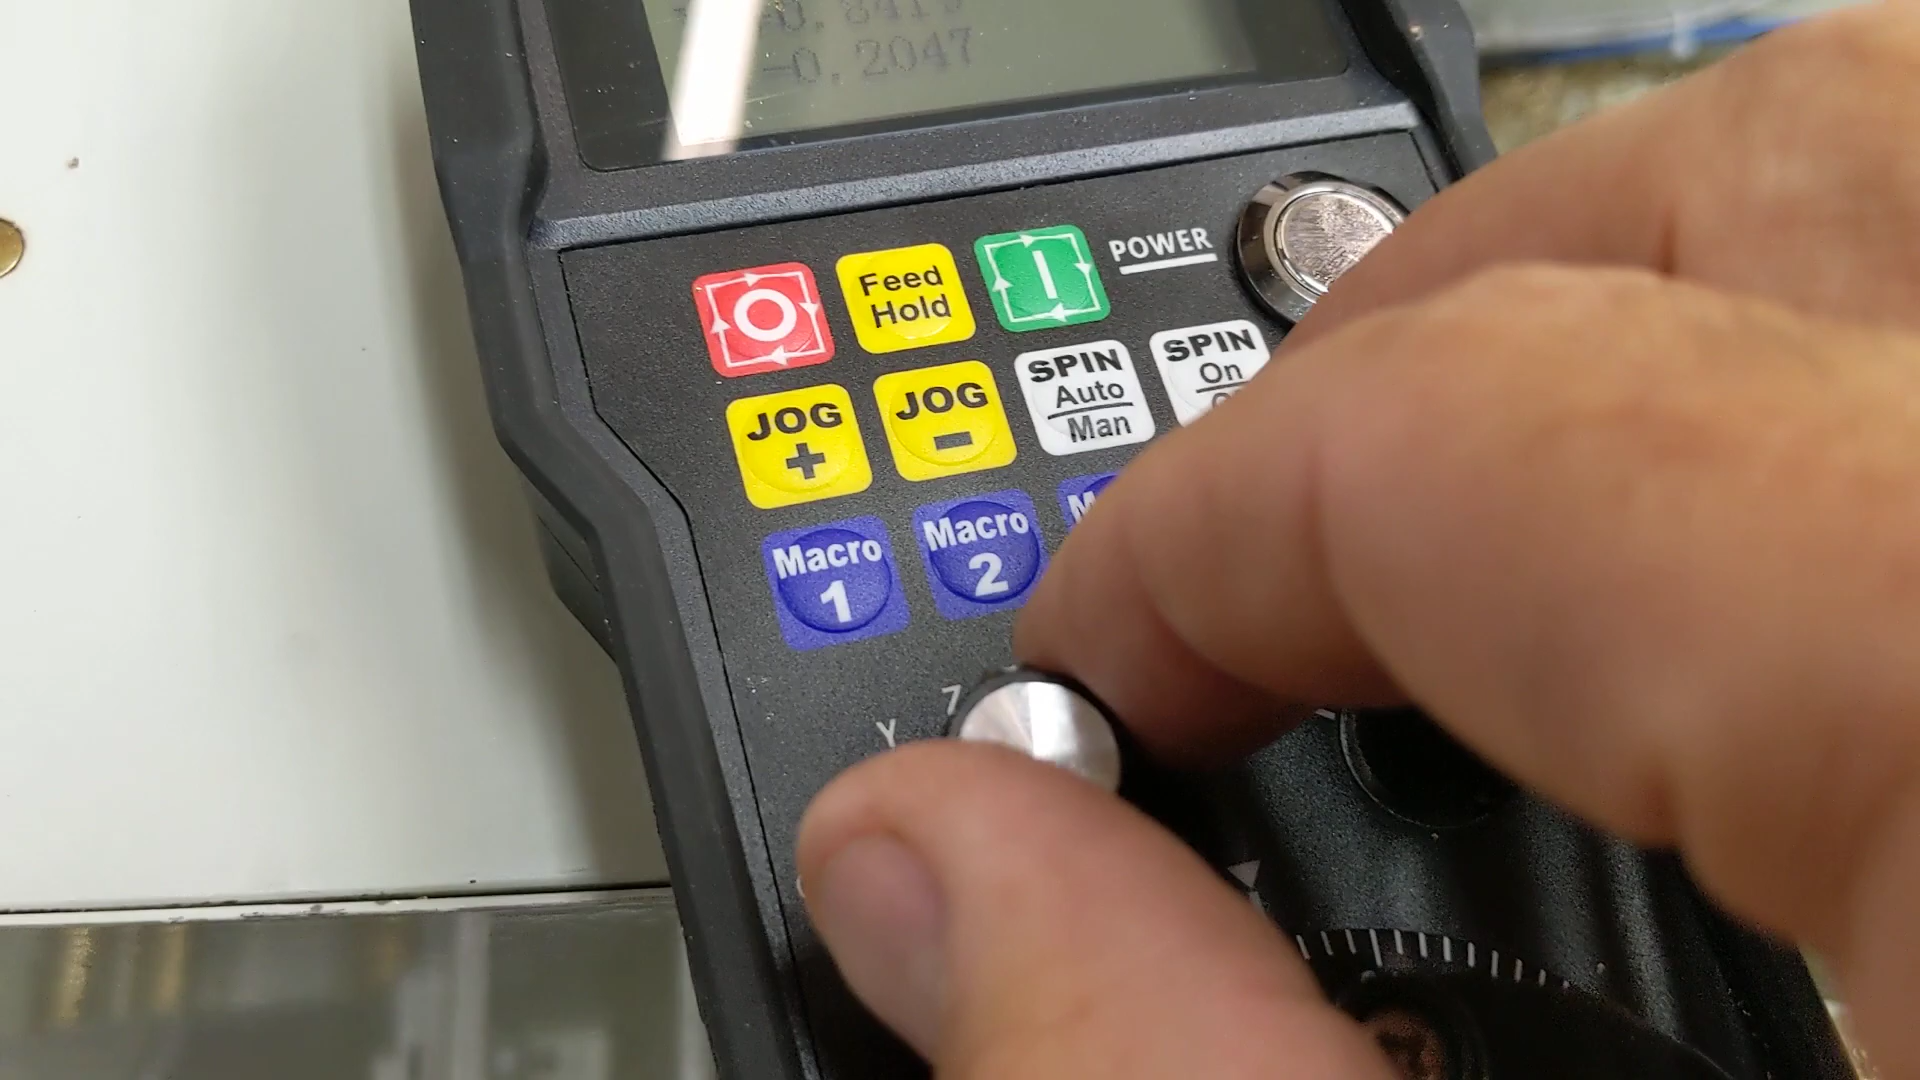 -0.2047
POWER
Feed
Hold
SPIN
Auto
Man
SPIN
On
JOG
+
JOG
-
Macro
1
Macro
2
Z
Y